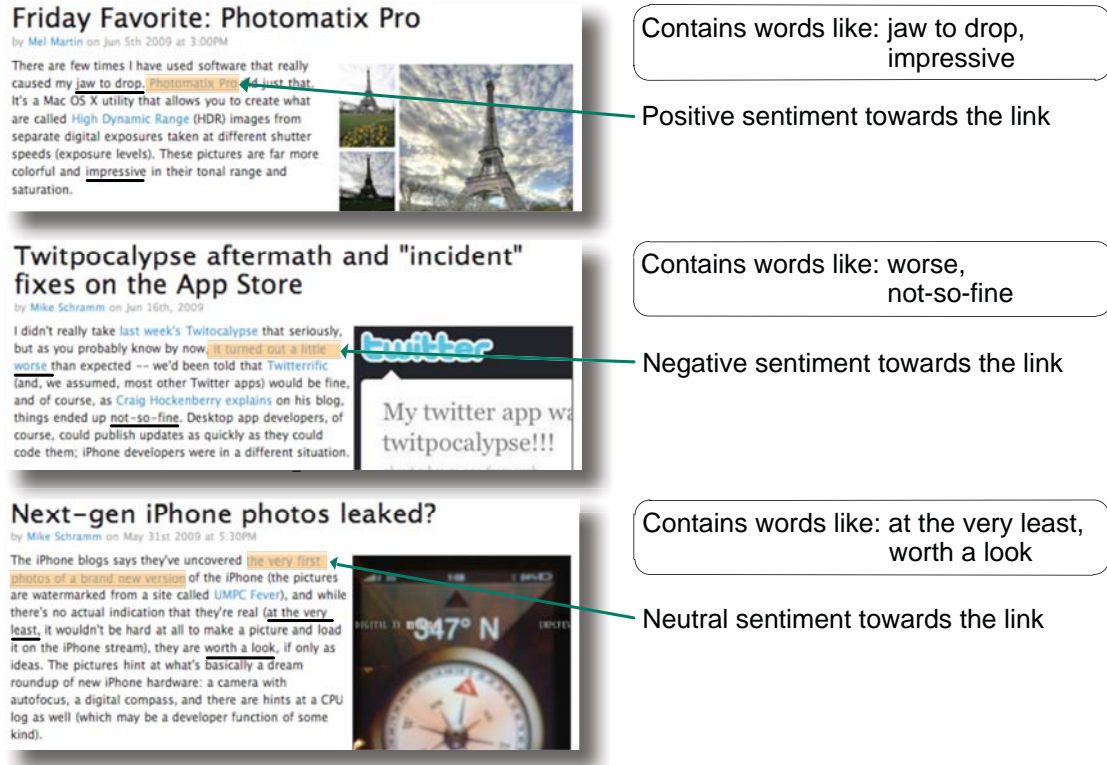 Friday Favorite: Photomatix Pro
by Mel Martin on Jun 5th 2009 at 3:00PM
There are few times I have used software that really
caused my jaw to drop. Photomatix Pro did just that.
It's a Mac OS X utility that allows you to create what
are called High Dynamic Range (HDR) images from
separate digital exposures taken at different shutter
speeds (exposure levels). These pictures are far more
colorful and impressive in their tonal range and
saturation.
Contains words like: jaw to drop,
impressive
Positive sentiment towards the link
Twitpocalypse aftermath and "incident"
fixes on the App Store
by Mike Schramm on Jun 16th, 2009
I didn't really take last week's Twitocalypse that seriously,
but as you probably know by now, it turned out a little
worse than expected -- we'd been told that Twitterrific
(and, we assumed, most other Twitter apps) would be fine,
and of course, as Craig Hockenberry explains on his blog,
things ended up not-so-fine. Desktop app developers, of
course, could publish updates as quickly as they could
code them; iPhone developers were in a different situation.
twitter
My twitter app wa
twitpocalypse!!!
Contains words like: worse,
not-so-fine
Negative sentiment towards the link
Next-gen iPhone photos leaked?
by Mike Schramm on May 31st 2009 at 5:30PM
The iPhone blogs says they've uncovered the very first
photos of a brand new version of the iPhone (the pictures
are watermarked from a site called UMPC Fever), and while
there's no actual indication that they're real (at the very
least, it wouldn't be hard at all to make a picture and load
it on the iPhone stream), they are worth a look, if only as
ideas. The pictures hint at what's basically a dream
roundup of new iPhone hardware: a camera with
autofocus, a digital compass, and there are hints at a CPU
log as well (which may be a developer function of some
kind).
347° N
Contains words like: at the very least,
worth a look
Neutral sentiment towards the link